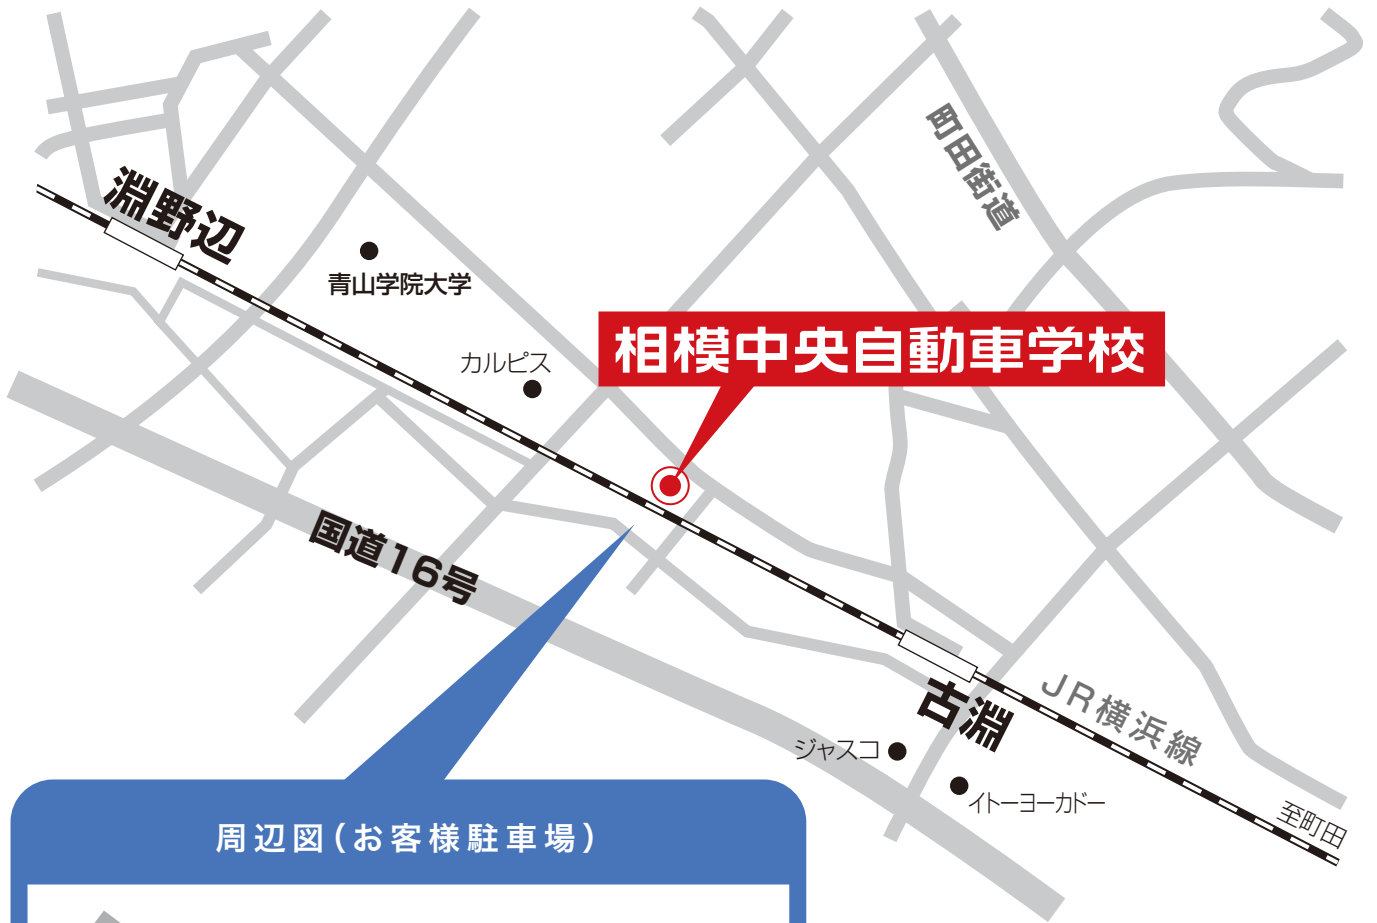 町田街道
淵野辺
青山学院大学
相模中央自動車学校
カルピス
国道16号
古淵
JR横浜線
ジャスコ
イトーヨーカドー
至町田
周辺図(お客様駐車場)